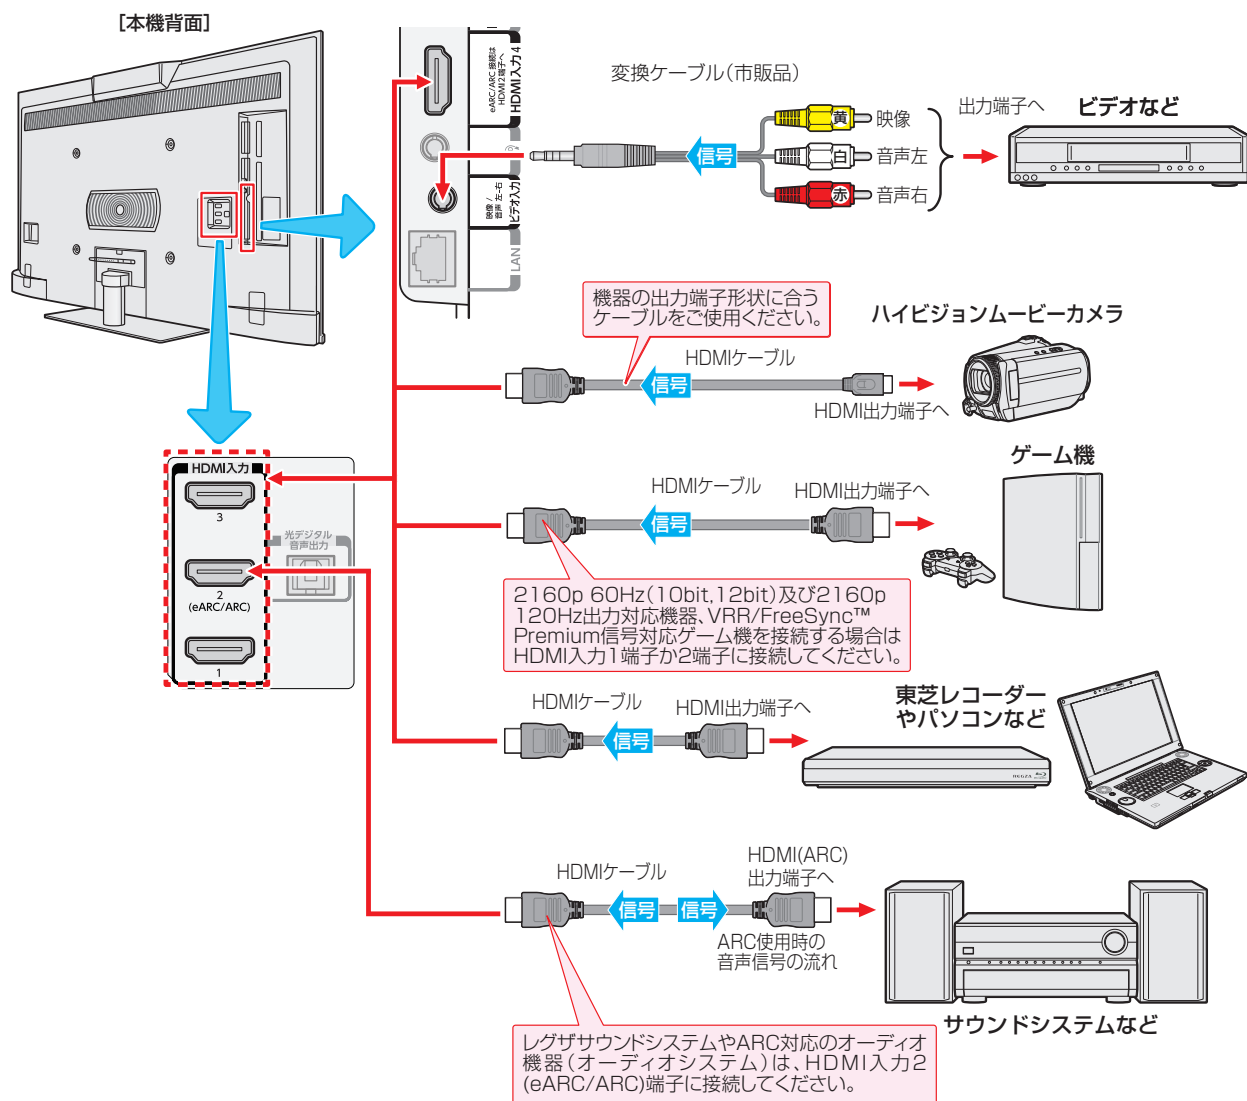 [本機背面]
eARC/ARC 接続は
HDMI 2端子へ
HDMI入力 4
映像/
音声 左-右
ビデオ入力
LAN
変換ケーブル(市販品)
信号
黄
映像
白
音声左
赤
音声右
出力端子へ
ビデオなど
機器の出力端子形状に合う
ケーブルをご使用ください。
HDMIケーブル
信号
HDMI出力端子へ
ハイビジョンムービーカメラ
HDMI入力
3
2
(eARC/ARC)
1
光デジタル
音声出力
HDMIケーブル
信号
HDMI出力端子へ
ゲーム機
2160p 60Hz(10bit,12bit)及び2160p
120Hz出力対応機器、VRR/FreeSync™
Premium信号対応ゲーム機を接続する場合は
HDMI入力1端子か2端子に接続してください。
HDMIケーブル
信号
HDMI出力端子へ
東芝レコーダー
やパソコンなど
REGZA
HDMIケーブル
信号
信号
HDMI(ARC)
出力端子へ
ARC使用時の
音声信号の流れ
サウンドシステムなど
レグザサウンドシステムやARC対応のオーディオ
機器(オーディオシステム)は、HDMI入力2
(eARC/ARC)端子に接続してください。